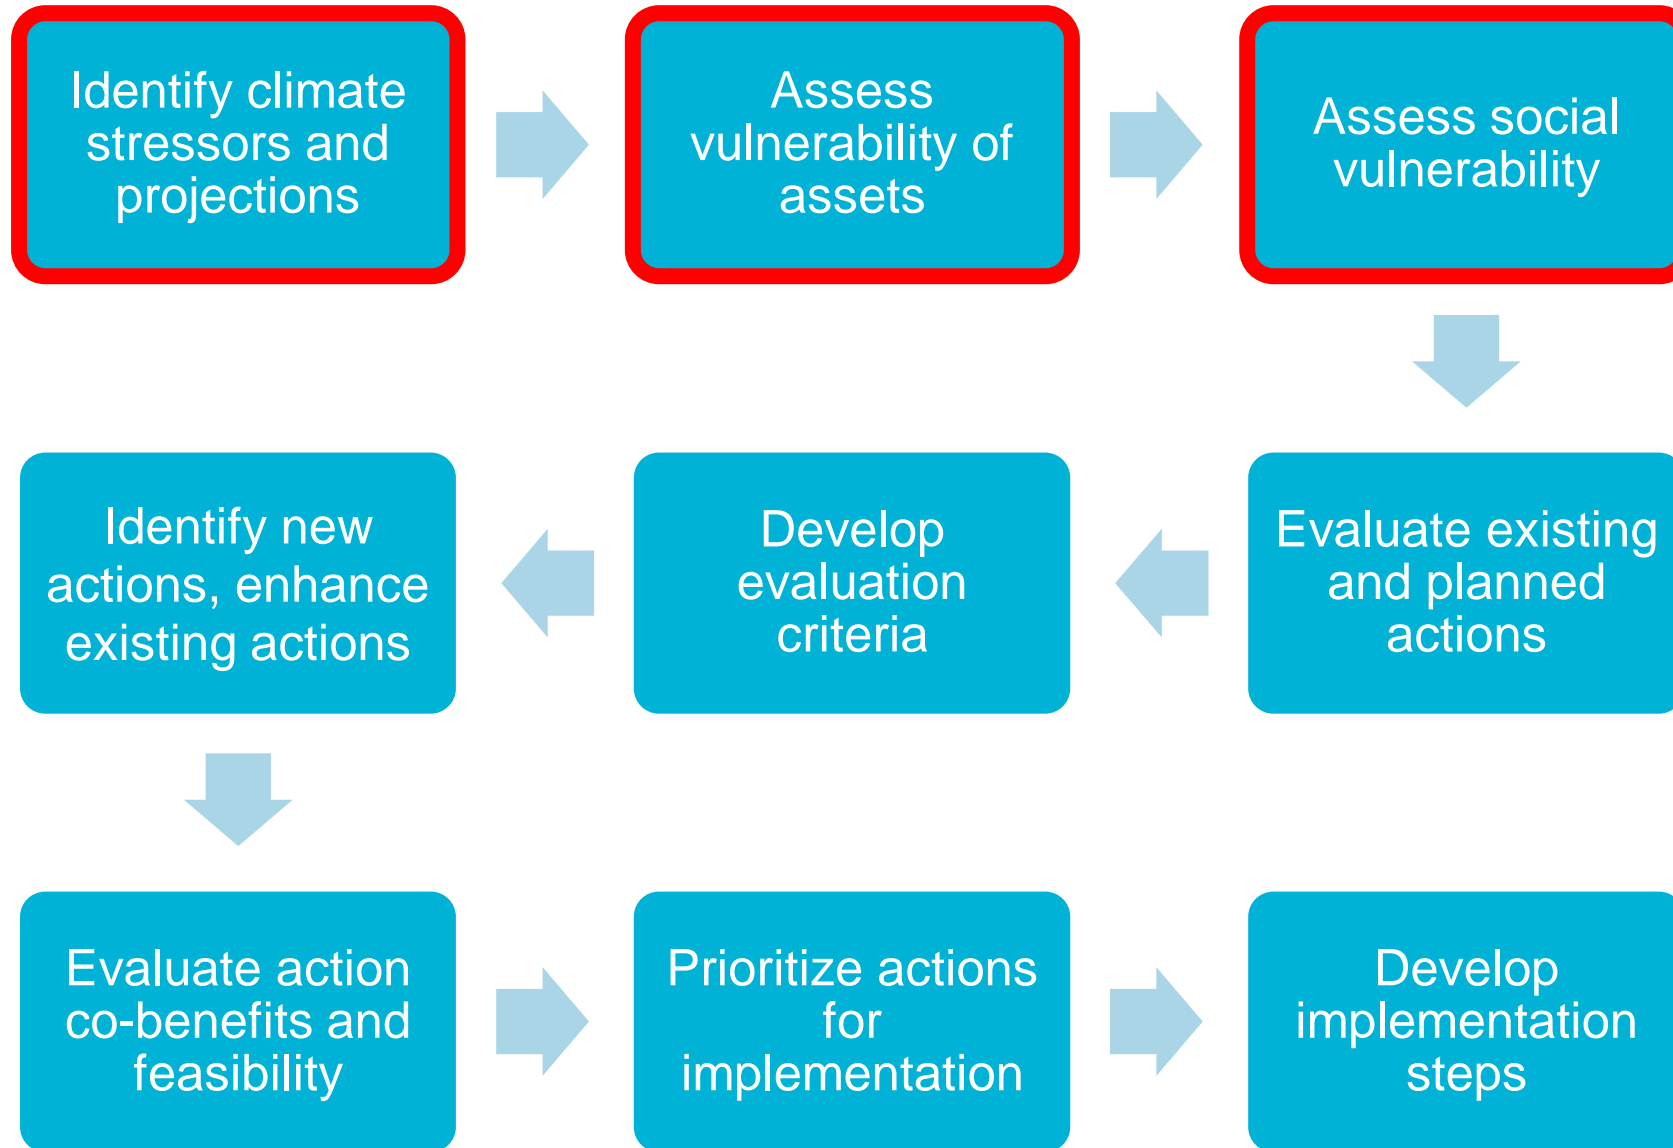 Identify climate
stressors and
projections
Assess
vulnerability of
assets
Assess social
vulnerability
Evaluate existing
and planned
actions
Develop
evaluation
criteria
Identify new
actions, enhance
existing actions
Evaluate action
co-benefits and
feasibility
Prioritize actions
for
implementation
Develop
implementation
steps